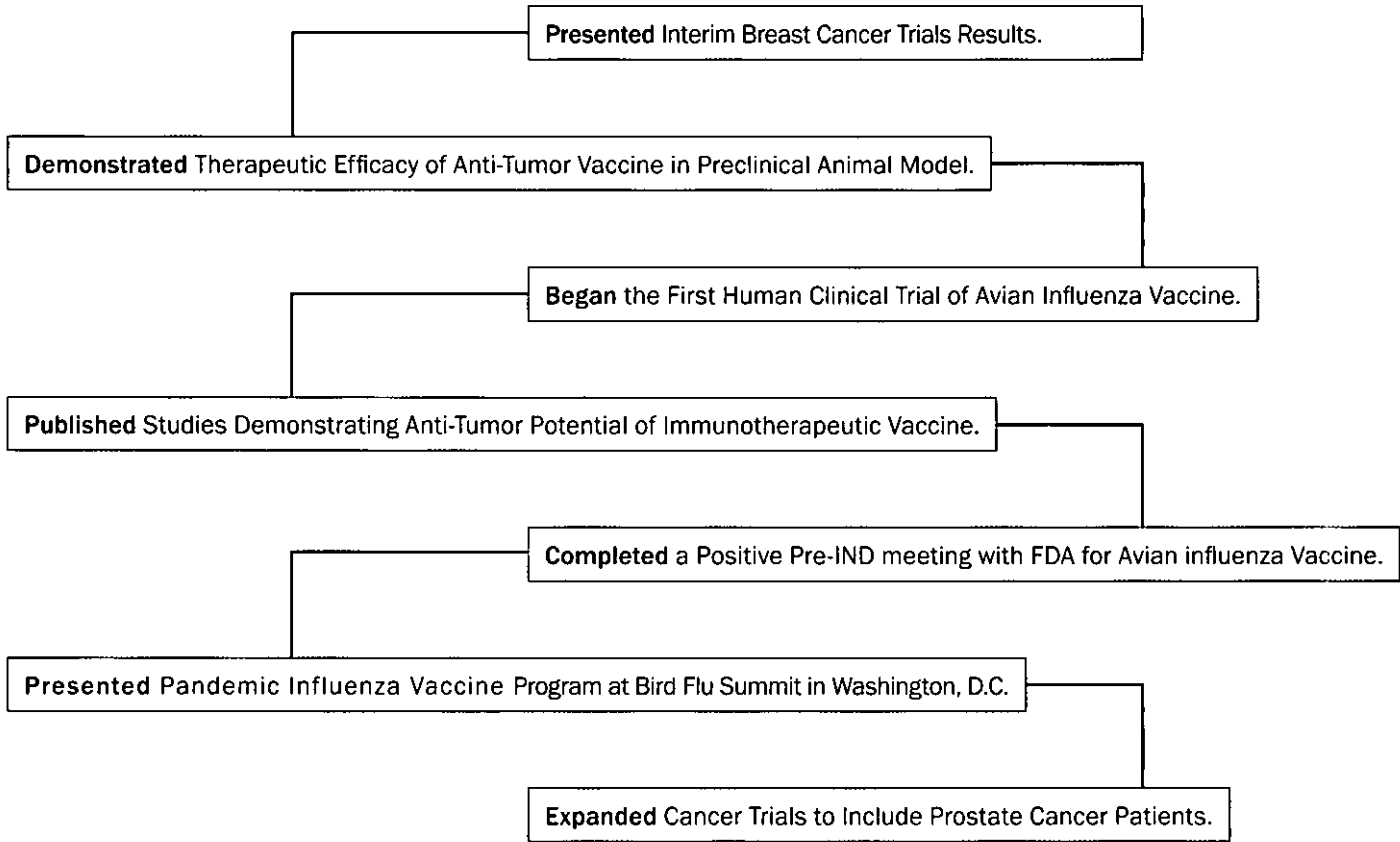 Presented Interim Breast Cancer Trials Results.
Demonstrated Therapeutic Efficacy of Anti-Tumor Vaccine in Preclinical Animal Model.
Began the First Human Clinical Trial of Avian Influenza Vaccine.
Published Studies Demonstrating Anti-Tumor Potential of Immunotherapeutic Vaccine.
Completed a Positive Pre-IND meeting with FDA for Avian influenza Vaccine.
Presented Pandemic Influenza Vaccine Program at Bird Flu Summit in Washington, D.C.
Expanded Cancer Trials to Include Prostate Cancer Patients.